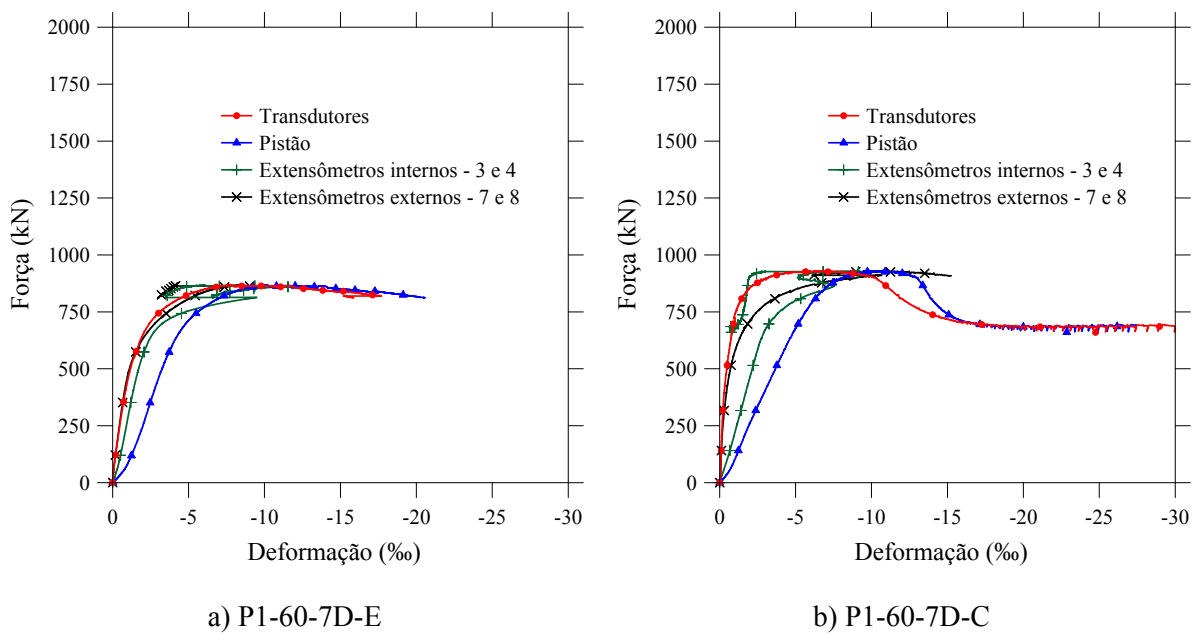 2000
1750
1500
1250
1000
750
500
250
0
Força (kN)
0 -5 -10 -15 -20 -25 -30
Deformação (‰)
Transdutores
Pistão
Extensômetros internos - 3 e 4
Extensômetros externos - 7 e 8
a) P1-60-7D-E
2000
1750
1500
1250
1000
750
500
250
0
Força (kN)
0 -5 -10 -15 -20 -25 -30
Deformação (‰)
Transdutores
Pistão
Extensômetros internos - 3 e 4
Extensômetros externos - 7 e 8
b) P1-60-7D-C